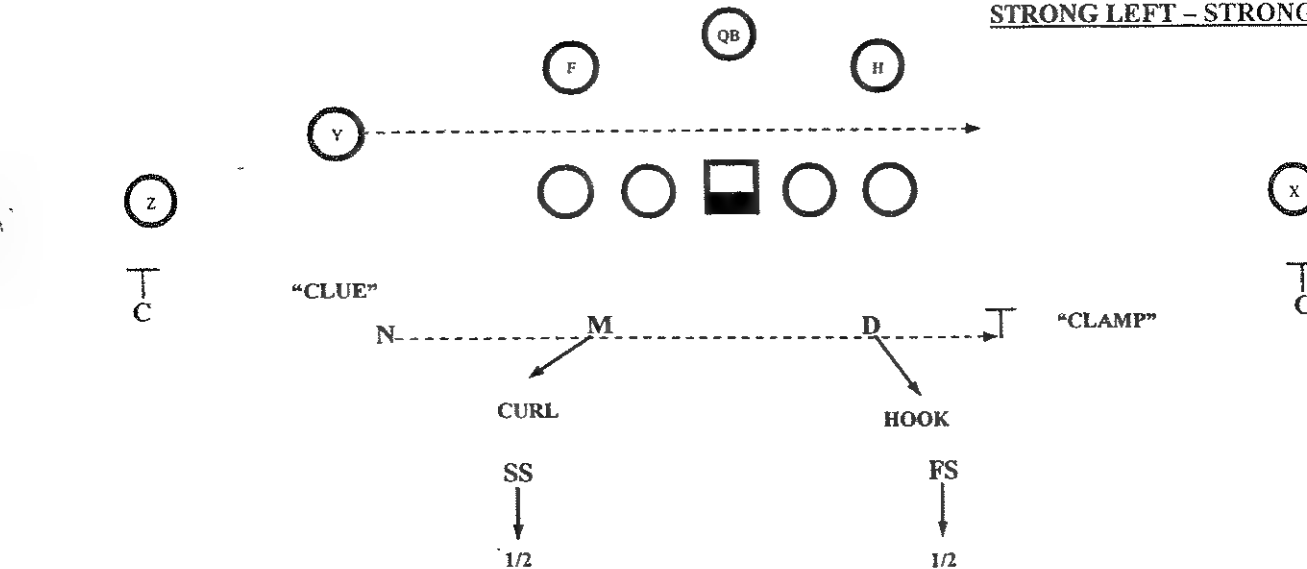 STRONG LEFT – STRONG
QB
F
H
Y
Z
X
C
"CLUE"
C
N
M
D
"CLAMP"
CURL
HOOK
SS
FS
1/2
1/2